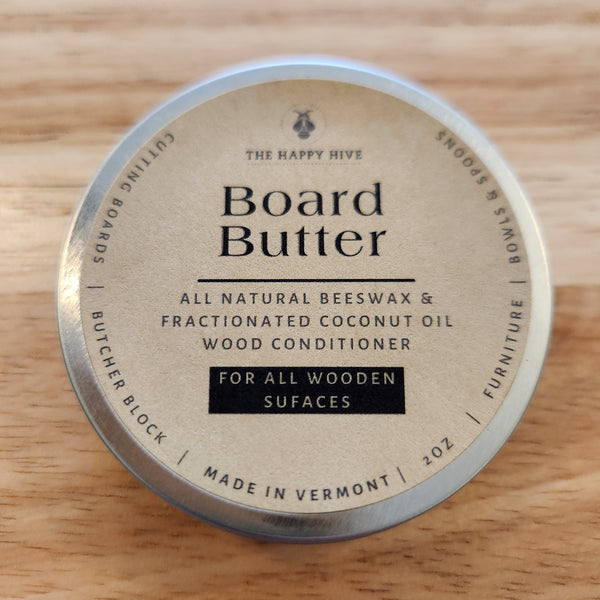 THE HAPPY HIVE
Board
Butter
ALL NATURAL BEESWAX &
FRACTIONATED COCONUT OIL
WOOD CONDITIONER
FOR ALL WOODEN
SUFACES
CUTTING BOARDS | BUTCHER BLOCK | MADE IN VERMONT | 2OZ | FURNITURE | BOWLS & SPOONS